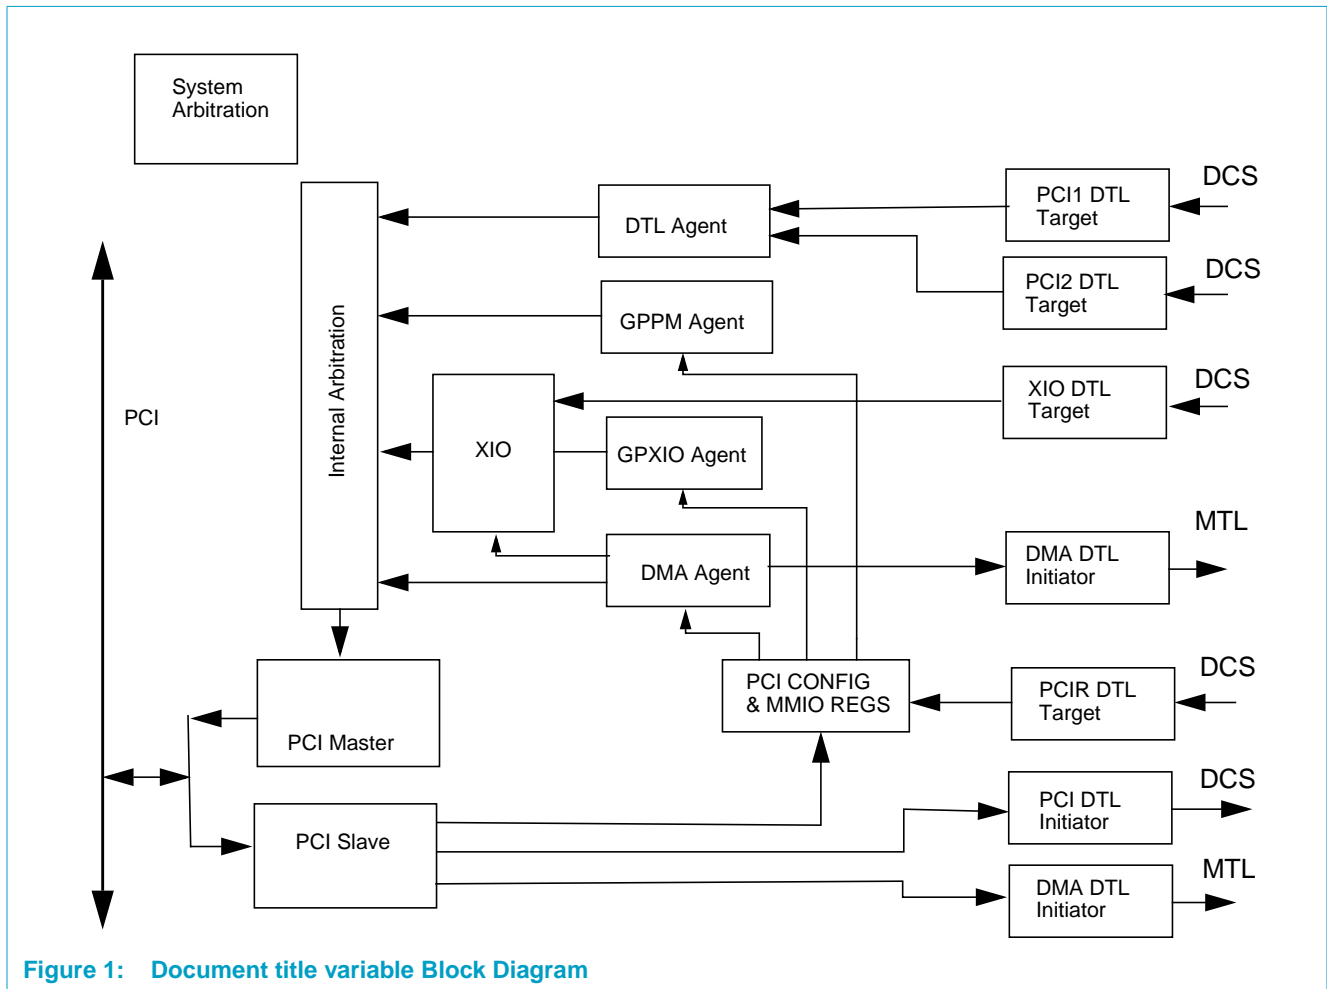 System
Arbitration
DCS
PCI1 DTL
Target
DTL Agent
DCS
PCI2 DTL
Target
Internal Arbitration
GPPM Agent
DCS
XIO DTL
Target
PCI
XIO
GPXIO Agent
MTL
DMA DTL
Initiator
DMA Agent
DCS
PCI CONFIG
& MMIO REGS
PCIR DTL
Target
PCI Master
DCS
PCI DTL
Initiator
PCI Slave
MTL
DMA DTL
Initiator
Figure 1: Document title variable Block Diagram